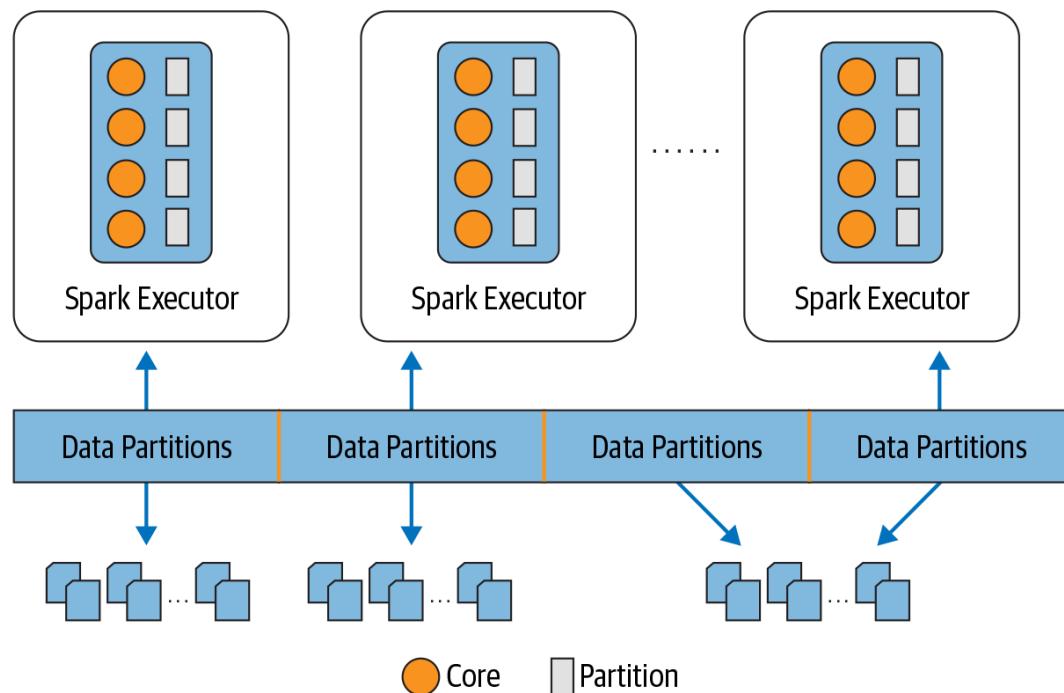 Spark Executor
Spark Executor
......
Spark Executor
Data Partitions
Data Partitions
Data Partitions
Data Partitions
...
...
...
Core
Partition